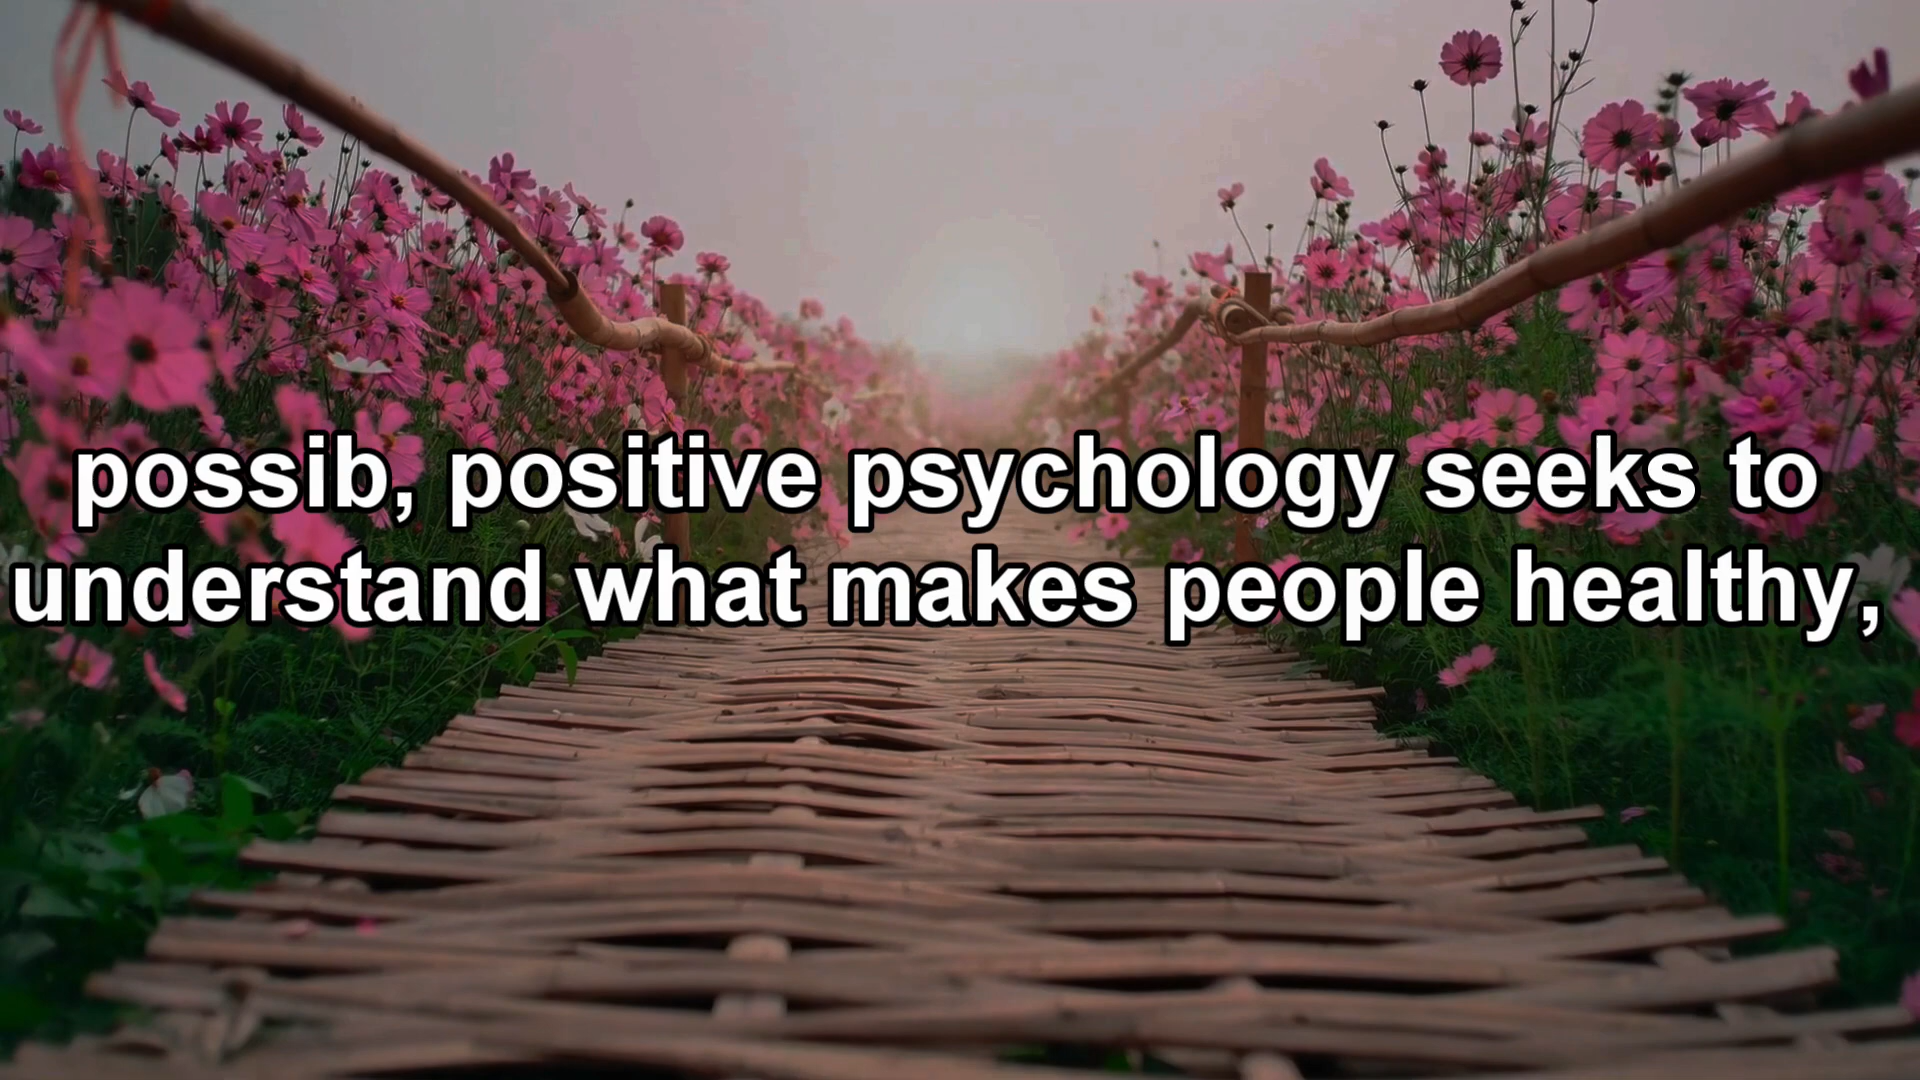 possib, positive psychology seeks to
understand what makes people healthy,